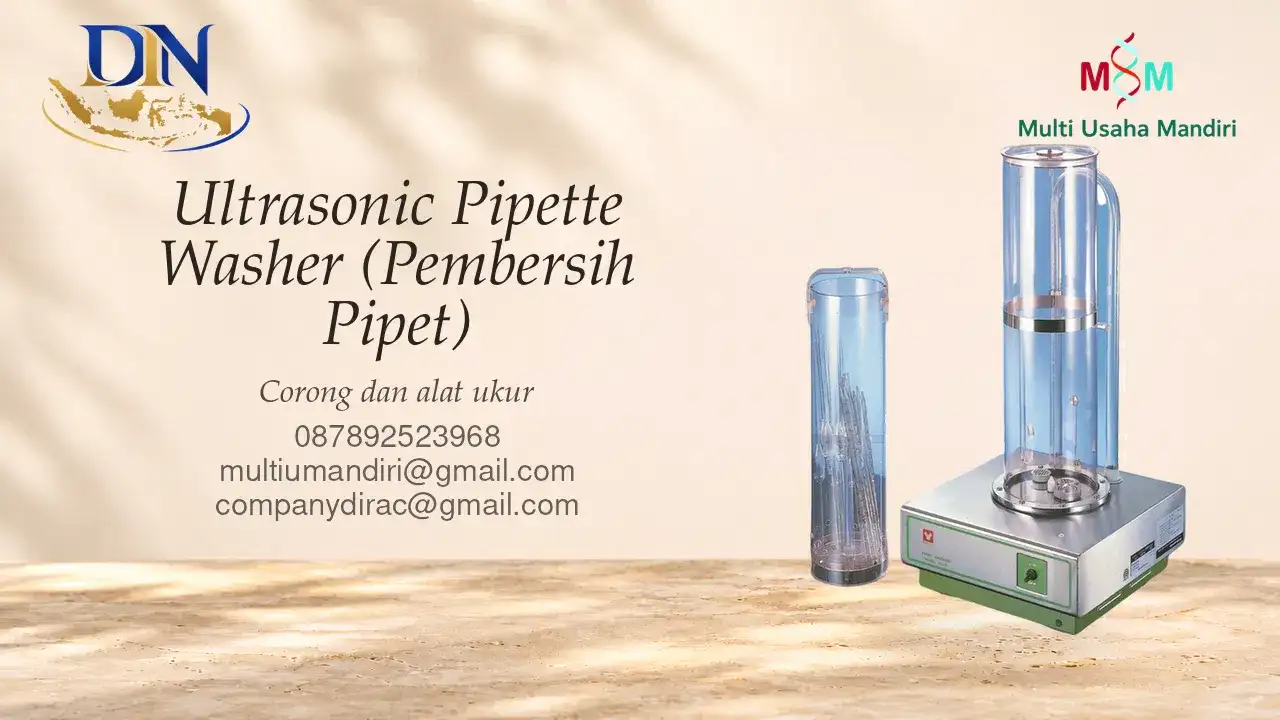 DIN
MSM
Multi Usaha Mandiri
Ultrasonic Pipette
Washer (Pembersih
Pipet)
Corong dan alat ukur
087892523968
multiumandiri@gmail.com
companydirac@gmail.com